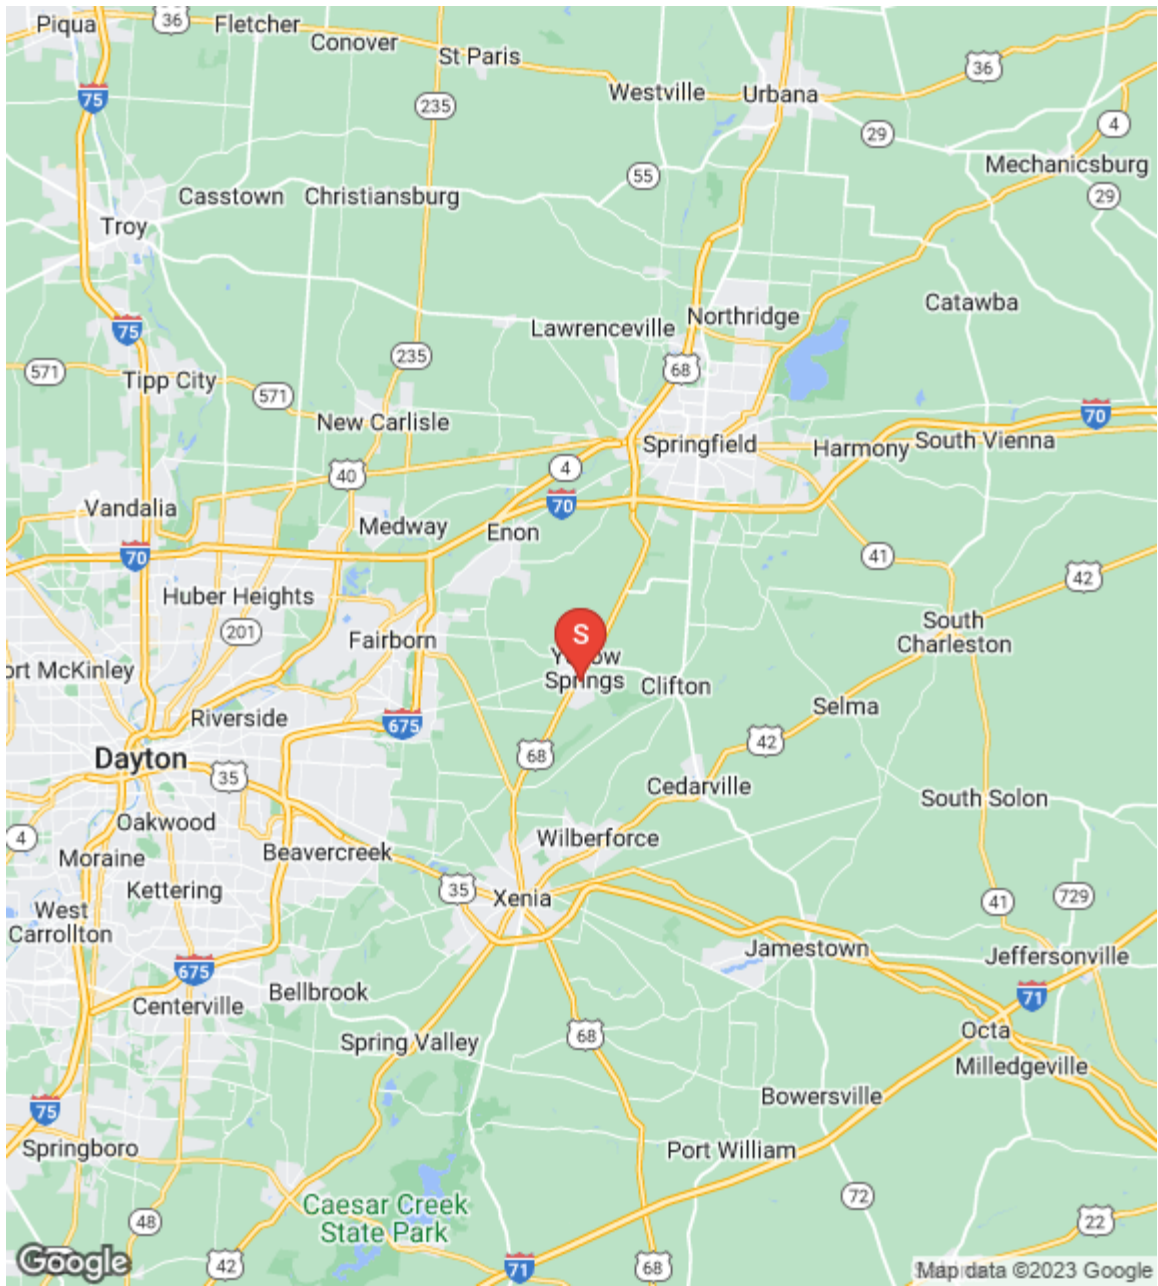 Piqua
36
Fletcher
Conover
St Paris
36
Westville
Urbana
75
235
29
4
Mechanicsburg
55
29
Casstown
Christiansburg
Troy
Catawba
Northridge
Lawrenceville
75
235
68
571
Tipp City
571
New Carlisle
70
South Vienna
Springfield
Harmony
4
40
70
Vandalia
Medway
Enon
70
41
42
Huber Heights
201
Fairborn
S
South
Charleston
Springs
Clifton
ort McKinley
Riverside
675
Selma
42
68
Dayton
35
Cedarville
South Solon
Oakwood
4
Wilberforce
Moraine
Beavercreek
Kettering
35
Xenia
41
729
West
Carrollton
Jamestown
Jeffersonville
675
Bellbrook
71
Centerville
68
Octa
Spring Valley
Milledgeville
75
Bowersville
Springboro
Port William
Caesar Creek
State Park
72
48
22
42
71
68
Google
Map data ©2023 Google